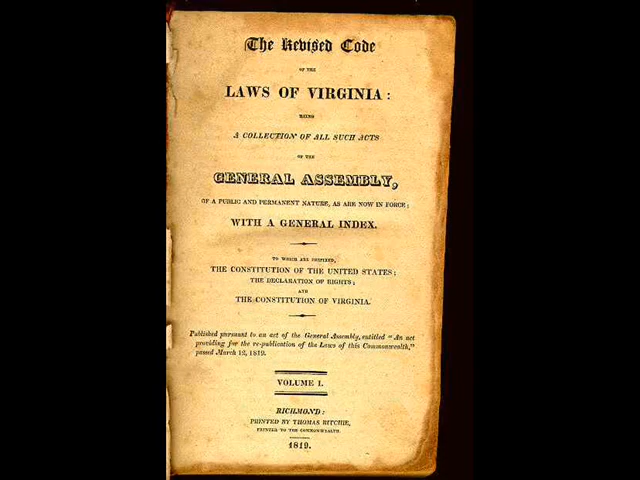 The Revised Code
OF THE
LAWS OF VIRGINIA:
BEING
A COLLECTION OF ALL SUCH ACTS
OF THE
GENERAL ASSEMBLY,
OF A PUBLIC AND PERMANENT NATURE, AS ARE NOW IN FORCE;
WITH A GENERAL INDEX.
TO WHICH ARE PREFIXED,
THE CONSTITUTION OF THE UNITED STATES;
THE DECLARATION OF RIGHTS;
AND
THE CONSTITUTION OF VIRGINIA.
Published pursuant to an act of the General Assembly, entitled "An act
providing for the re-publication of the Laws of this Commonwealth,"
passed March 12, 1819.
VOLUME I.
RICHMOND:
PRINTED BY THOMAS RITCHIE,
PRINTER TO THE COMMONWEALTH.
1819.